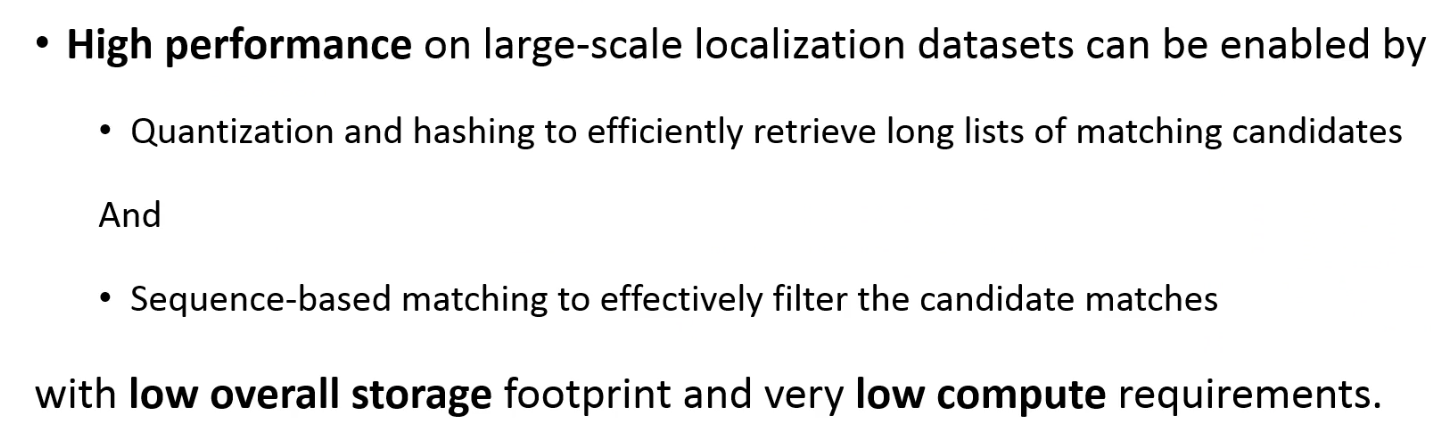 • High performance on large-scale localization datasets can be enabled by
• Quantization and hashing to efficiently retrieve long lists of matching candidates
And
• Sequence-based matching to effectively filter the candidate matches
with low overall storage footprint and very low compute requirements.